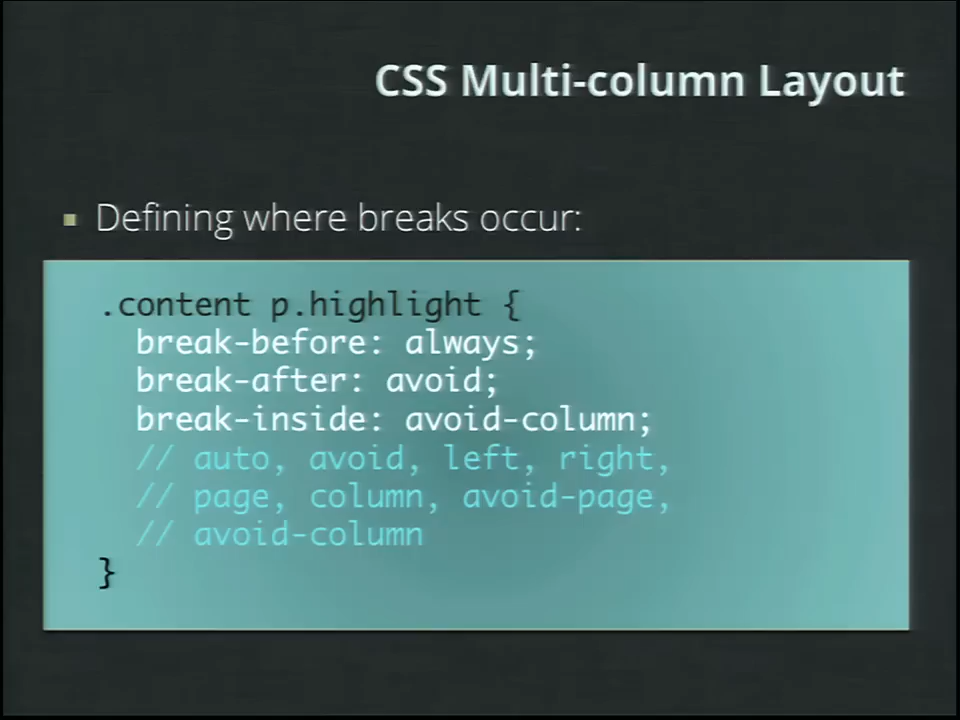 CSS Multi-column Layout
Defining where breaks occur:
.content p.highlight {
break-before: always;
break-after: avoid;
break-inside: avoid-column;
// auto, avoid, left, right,
// page, column, avoid-page,
// avoid-column
}